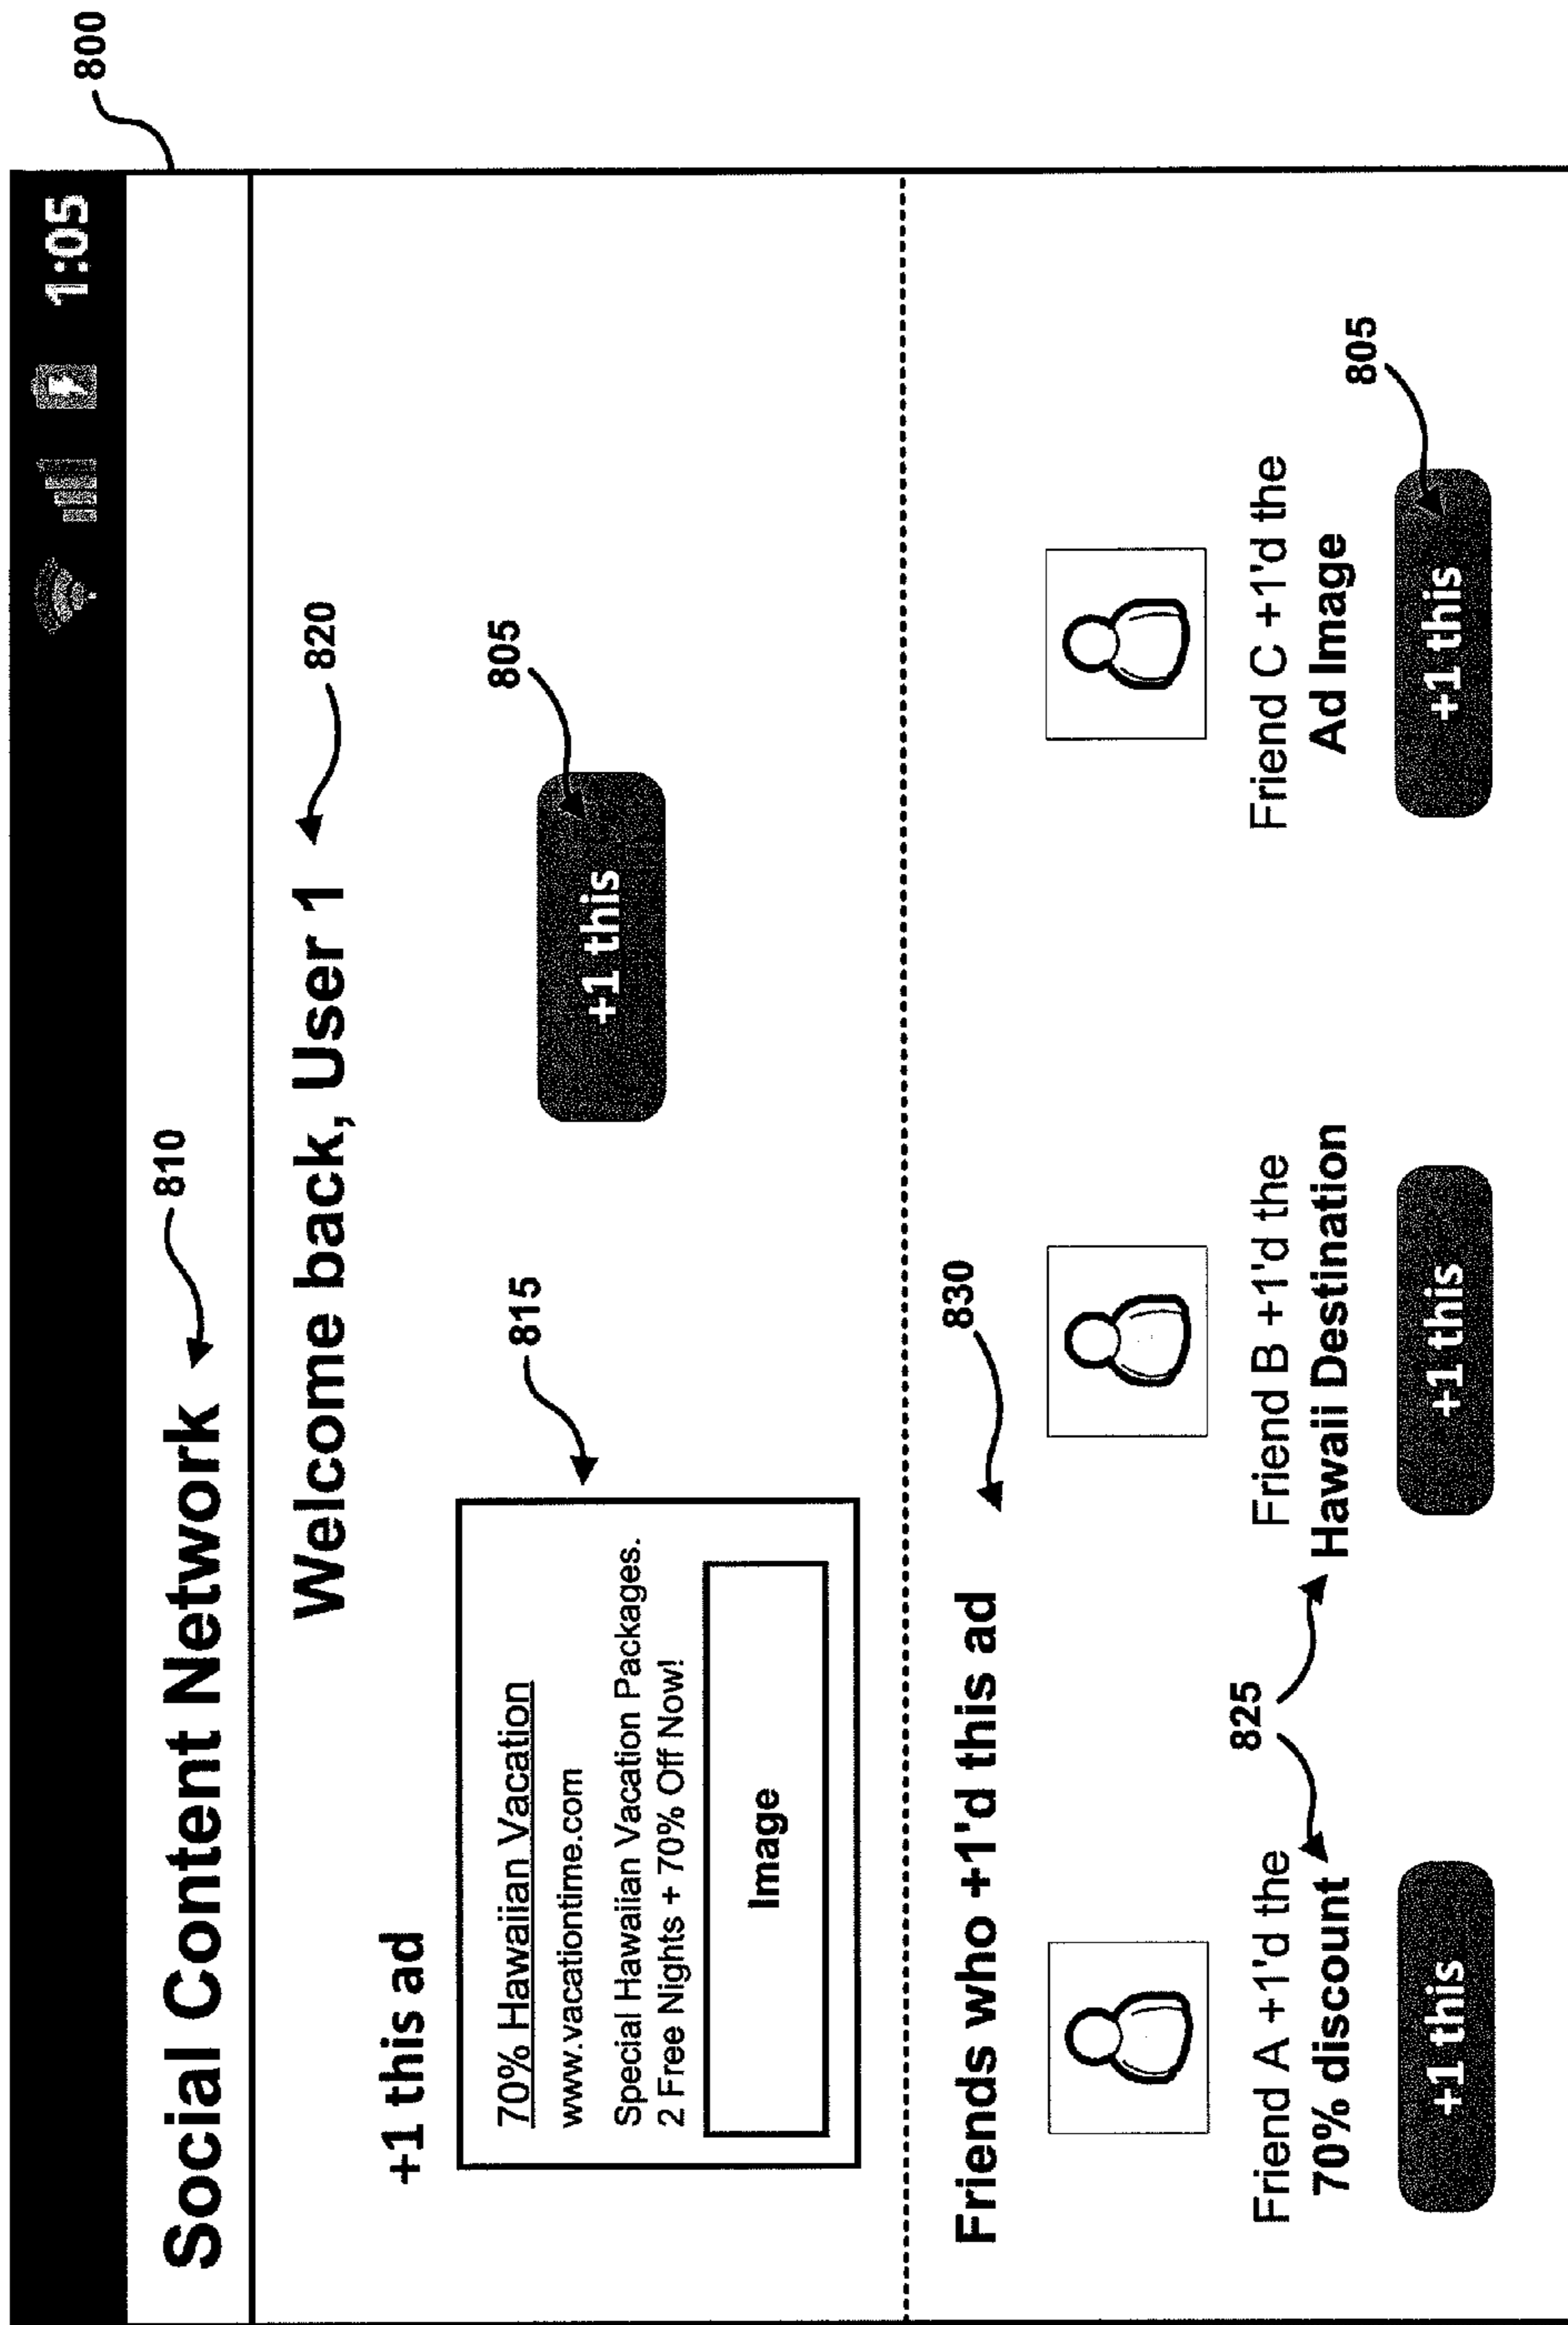 800
1:05
Social Content Network
810
Welcome back, User 1
820
+1 this ad
70% Hawaiian Vacation
www.vacationtime.com
Special Hawaiian Vacation Packages.
2 Free Nights + 70% Off Now!
Image
815
+1 this
805
Friends who +1'd this ad
830
Friend A +1'd the
70% discount
+1 this
825
Friend B +1'd the
Hawaii Destination
+1 this
Friend C +1'd the
Ad Image
+1 this
805